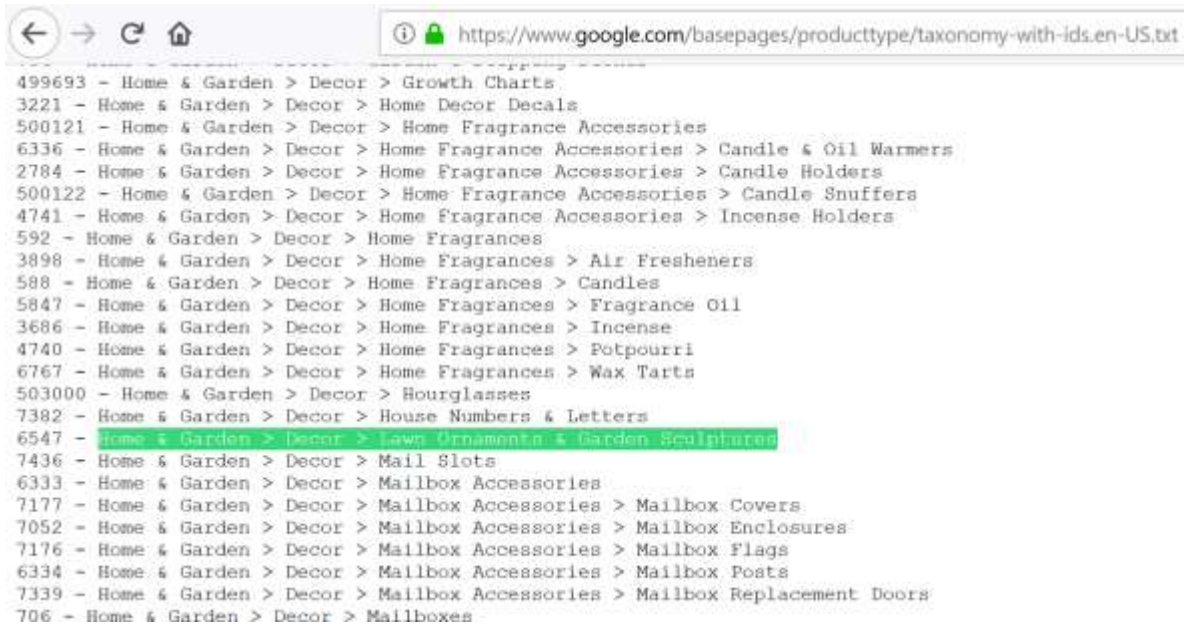 https://www.google.com/basepages/producttype/taxonomy-with-ids.en-US.txt
499693 - Home & Garden > Decor > Growth Charts
3221 - Home & Garden > Decor > Home Decor Decals
500121 - Home & Garden > Decor > Home Fragrance Accessories
6336 - Home & Garden > Decor > Home Fragrance Accessories > Candle & Oil Warmers
2784 - Home & Garden > Decor > Home Fragrance Accessories > Candle Holders
500122 - Home & Garden > Decor > Home Fragrance Accessories > Candle Snuffers
4741 - Home & Garden > Decor > Home Fragrance Accessories > Incense Holders
592 - Home & Garden > Decor > Home Fragrances
3898 - Home & Garden > Decor > Home Fragrances > Air Fresheners
588 - Home & Garden > Decor > Home Fragrances > Candles
5847 - Home & Garden > Decor > Home Fragrances > Fragrance Oil
3686 - Home & Garden > Decor > Home Fragrances > Incense
4740 - Home & Garden > Decor > Home Fragrances > Potpourri
6767 - Home & Garden > Decor > Home Fragrances > Wax Tarts
503000 - Home & Garden > Decor > Hourglasses
7382 - Home & Garden > Decor > House Numbers & Letters
6547 - Home & Garden > Decor > Lawn Ornaments & Garden Sculptures
7436 - Home & Garden > Decor > Mail Slots
6333 - Home & Garden > Decor > Mailbox Accessories
7177 - Home & Garden > Decor > Mailbox Accessories > Mailbox Covers
7052 - Home & Garden > Decor > Mailbox Accessories > Mailbox Enclosures
7176 - Home & Garden > Decor > Mailbox Accessories > Mailbox Flags
6334 - Home & Garden > Decor > Mailbox Accessories > Mailbox Posts
7339 - Home & Garden > Decor > Mailbox Accessories > Mailbox Replacement Doors
706 - Home & Garden > Decor > Mailboxes